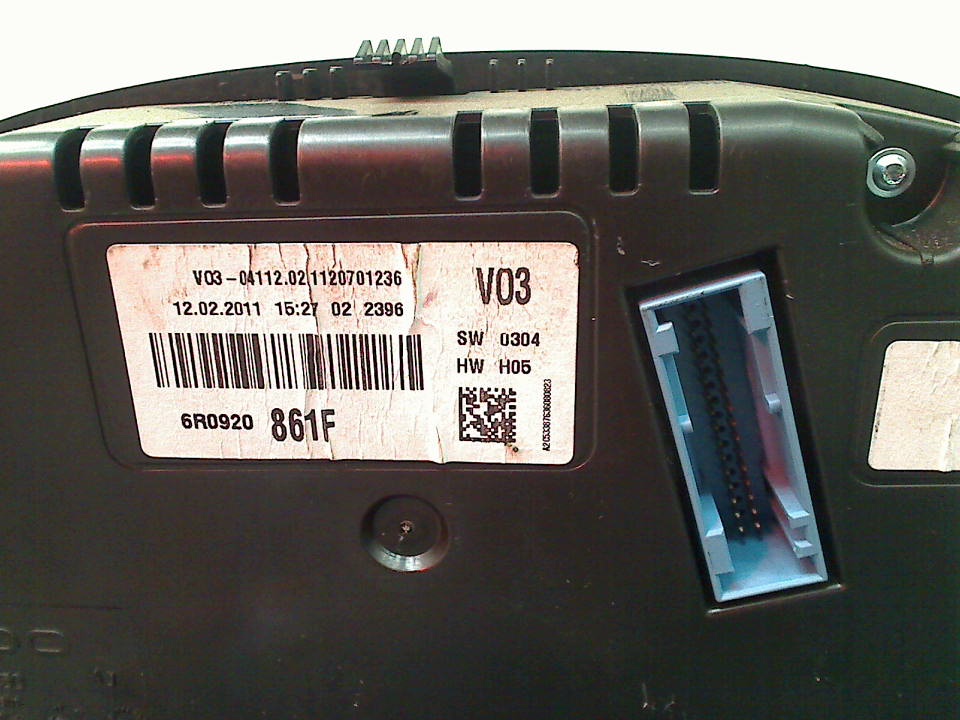 V03-04112.02 1120701236
12.02.2011 15:27 02 2396
6R0920 861F
V03
SW 0304
HW H05